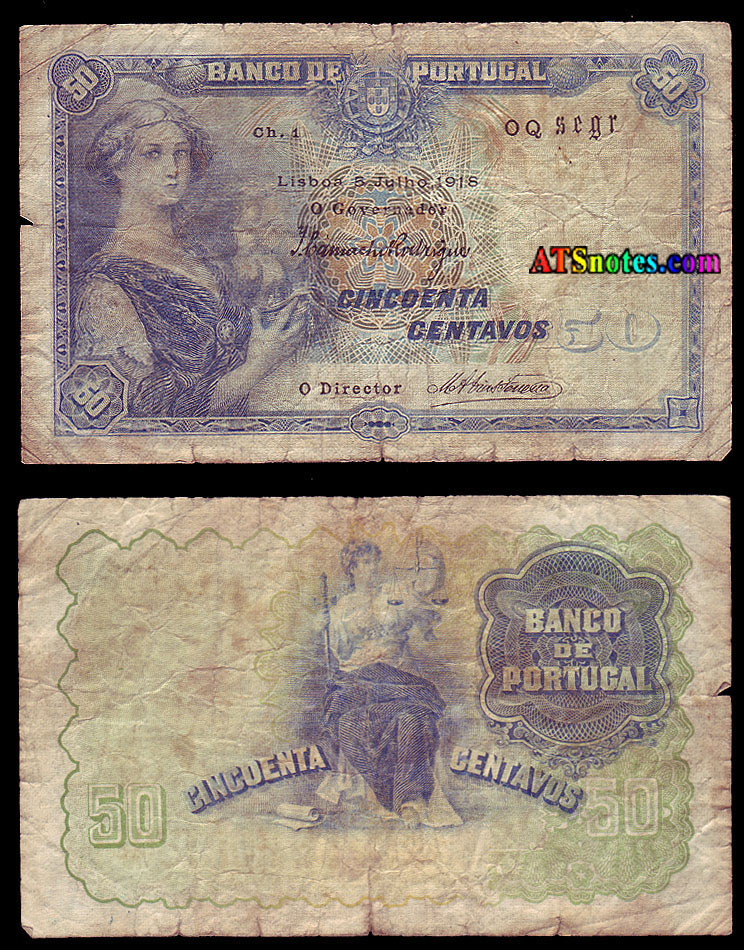 50 BANCO DE PORTUGAL 50
Ch. 1 OQ segr
Lisboa 5 Julho 1918
O Governador
CINCOENTA
CENTAVOS 50
O Director
50
ATSnotes.com
BANCO
DE
PORTUGAL
CINCOENTA CENTAVOS
50 50